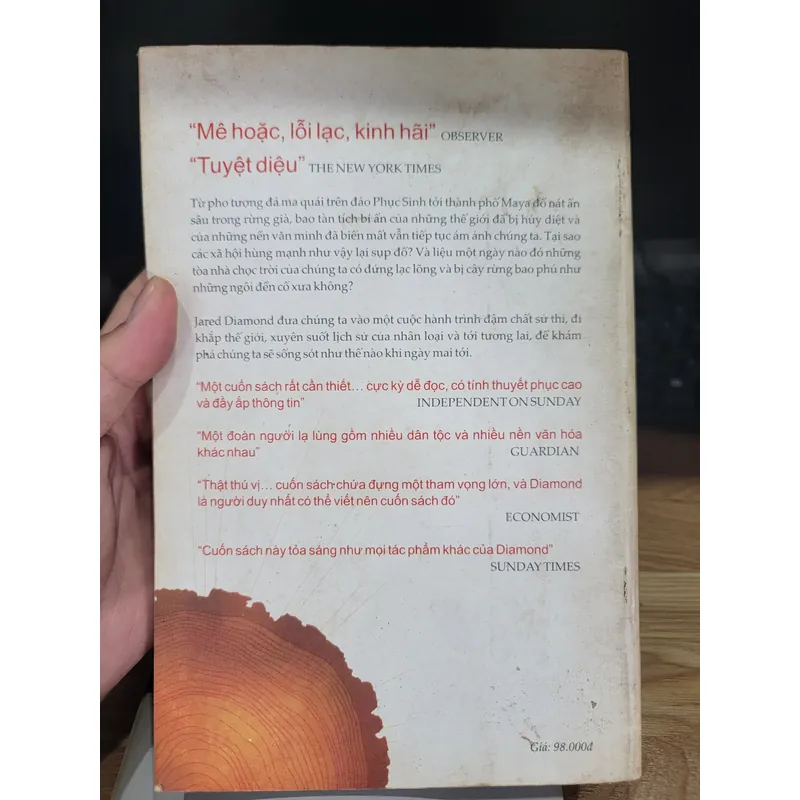 “Mê hoặc, lỗi lạc, kinh hãi” OBSERVER
“Tuyệt diệu” THE NEW YORK TIMES
Từ pho tượng đá ma quái trên đảo Phục Sinh tới thành phố Maya đổ nát ẩn
sâu trong rừng già, bao tàn tích bí ẩn của những thế giới đã bị hủy diệt và
của những nền văn minh đã biến mất vẫn tiếp tục ám ảnh chúng ta. Tại sao
các xã hội hùng mạnh như vậy lại sụp đổ? Và liệu một ngày nào đó những
tòa nhà chọc trời của chúng ta có đứng lạc lõng và bị cây rừng bao phủ như
những ngôi đền cổ xưa không?
Jared Diamond đưa chúng ta vào một cuộc hành trình đậm chất sử thi, đi
khắp thế giới, xuyên suốt lịch sử của nhân loại và tới tương lai, để khám
phá chúng ta sẽ sống sót như thế nào khi ngày mai tới.
“Một cuốn sách rất cần thiết... cực kỳ dễ đọc, có tính thuyết phục cao
và đầy ắp thông tin” INDEPENDENT ON SUNDAY
“Một đoàn người lạ lùng gồm nhiều dân tộc và nhiều nền văn hóa
khác nhau” GUARDIAN
“Thật thú vị... cuốn sách chứa đựng một tham vọng lớn, và Diamond
là người duy nhất có thể viết nên cuốn sách đó”
ECONOMIST
“Cuốn sách này tỏa sáng như mọi tác phẩm khác của Diamond”
SUNDAY TIMES
Giá: 98.000đ